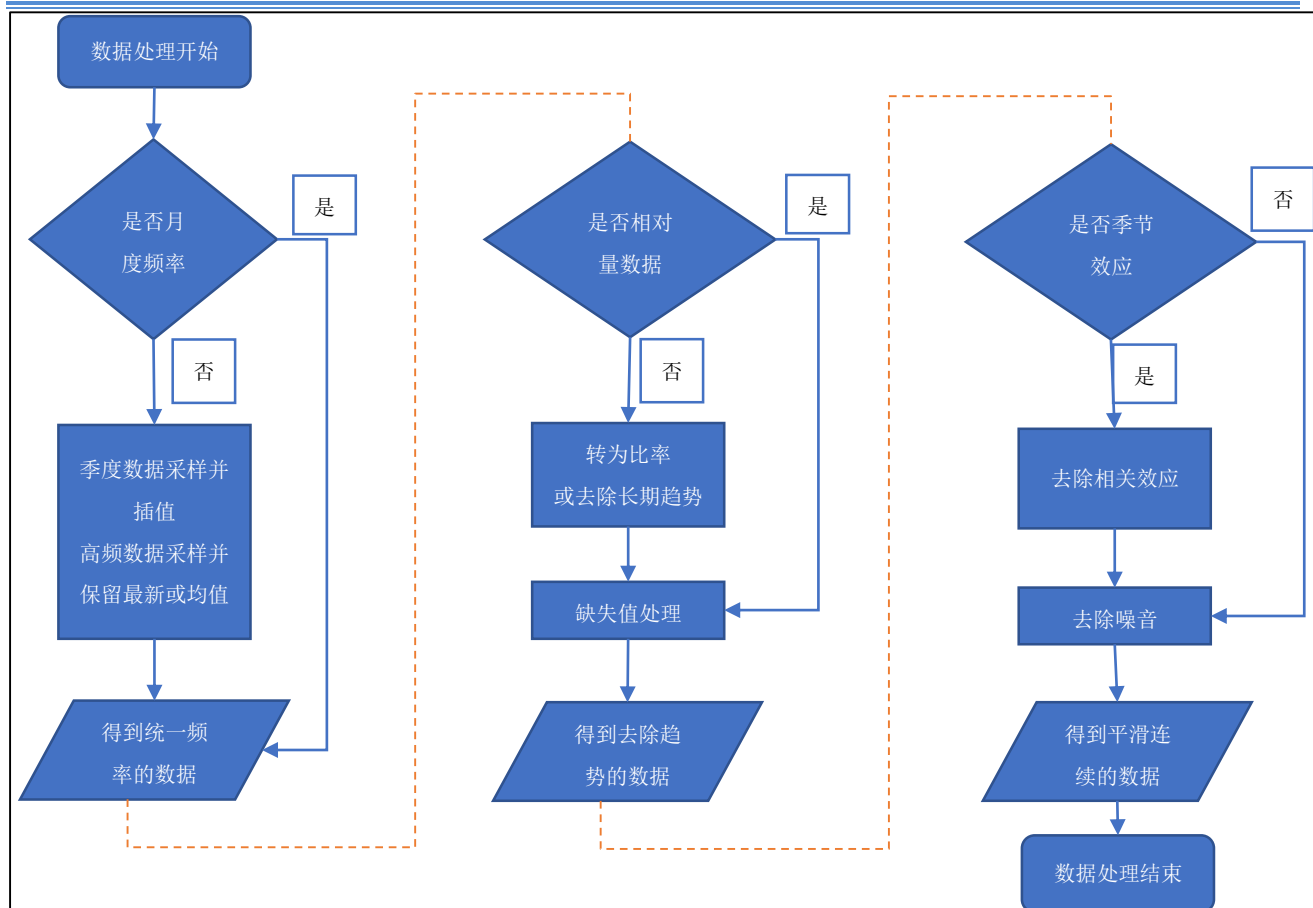 数据处理开始
是否月
度频率
是
否
季度数据采样并
插值
高频数据采样并
保留最新或均值
得到统一频
率的数据
是否相对
量数据
是
否
转为比率
或去除长期趋势
缺失值处理
得到去除趋
势的数据
是否季节
效应
否
是
去除相关效应
去除噪音
得到平滑连
续的数据
数据处理结束